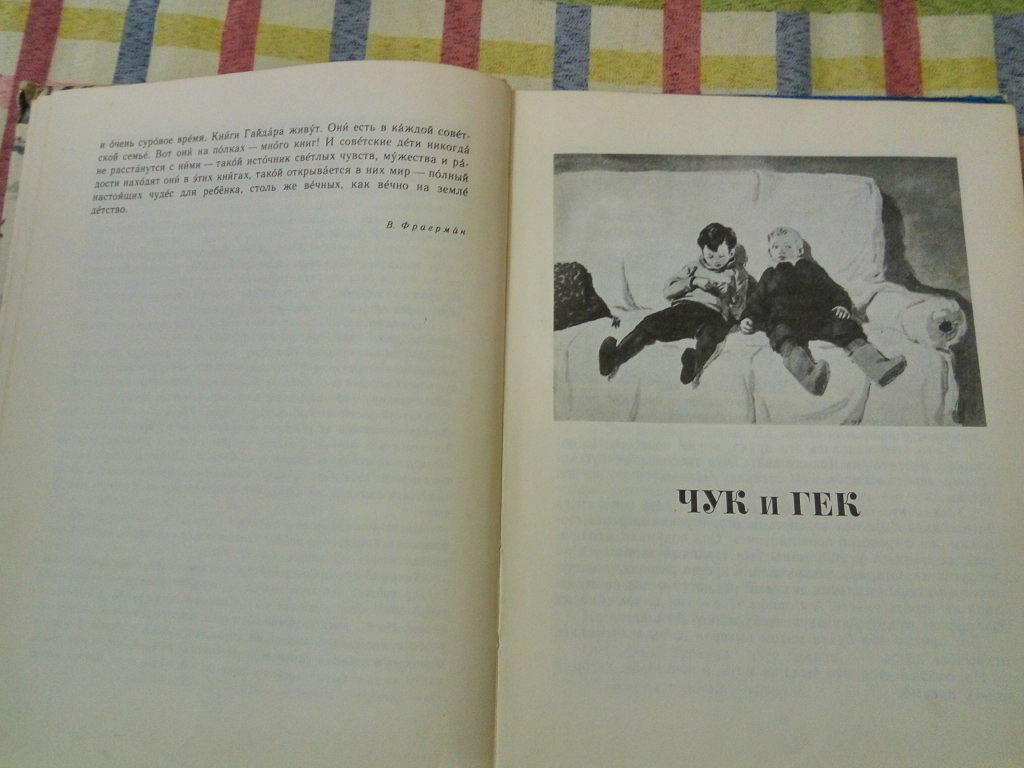 и о́чень суро́вое вре́мя. Кни́ги Гайда́ра живу́т. Они́ есть в ка́ждой сове́т-
ской семье́. Вот они́ на по́лках — мно́го книг! И сове́тские де́ти никогда́
не расста́нутся с ни́ми — тако́й исто́чник све́тлых чувств, му́жества и ра́-
дости нахо́дят они́ в э́тих кни́гах, тако́й открыва́ется в них мир — по́лный
настоя́щих чуде́с для ребёнка, столь же ве́чных, как ве́чно на земле́
де́тство.
В. Фраерма́н
ЧУК и ГЕК